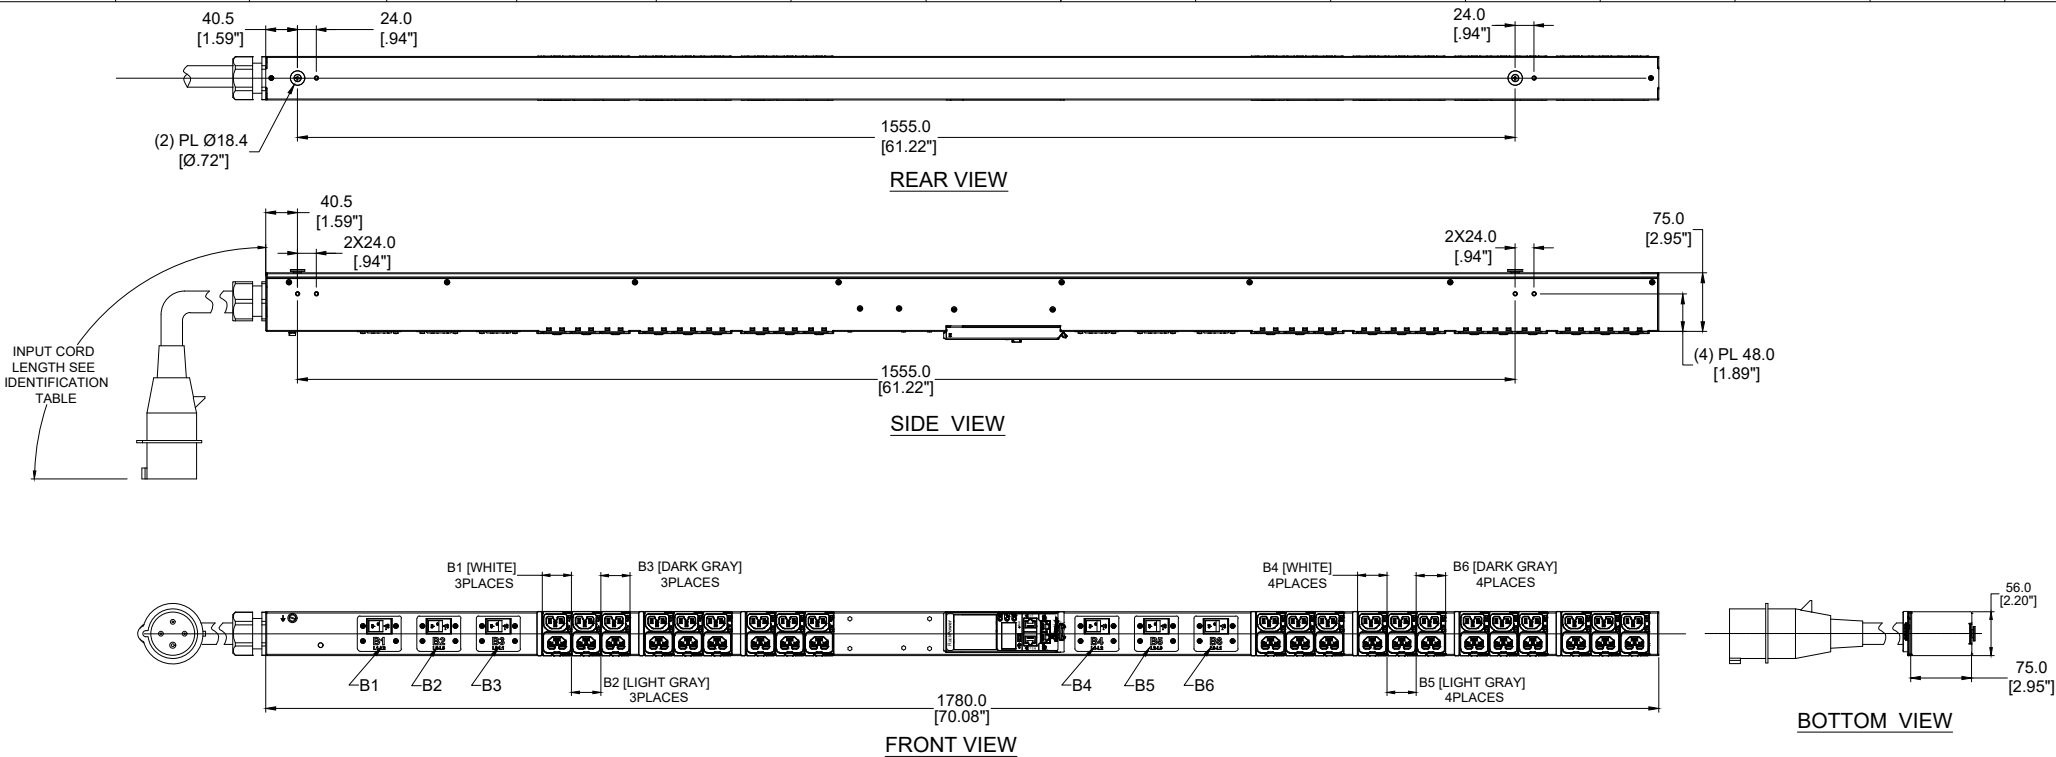 40.5
[1.59"]
24.0
[.94"]
24.0
[.94"]
(2) PL Ø18.4
[Ø.72"]
1555.0
[61.22"]
REAR VIEW
40.5
[1.59"]
2X24.0
[.94"]
2X24.0
[.94"]
75.0
[2.95"]
INPUT CORD
LENGTH SEE
IDENTIFICATION
TABLE
(4) PL 48.0
[1.89"]
1555.0
[61.22"]
SIDE VIEW
B1 [WHITE]
3PLACES
B3 [DARK GRAY]
3PLACES
B4 [WHITE]
4PLACES
B6 [DARK GRAY]
4PLACES
56.0
[2.20"]
B1
B2
B3
B4
B5
B6
B1
B2
B3
B2 [LIGHT GRAY]
3PLACES
B4
B5
B6
B5 [LIGHT GRAY]
4PLACES
75.0
[2.95"]
1780.0
[70.08"]
FRONT VIEW
BOTTOM VIEW